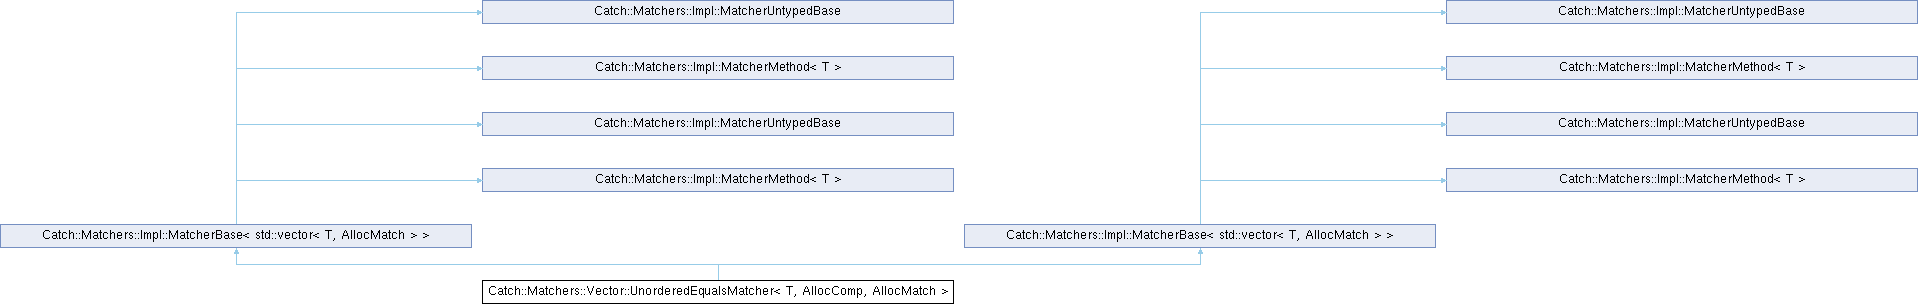 Catch::Matchers::Impl::MatcherUntypedBase
Catch::Matchers::Impl::MatcherUntypedBase
Catch::Matchers::Impl::MatcherMethod< T >
Catch::Matchers::Impl::MatcherMethod< T >
Catch::Matchers::Impl::MatcherUntypedBase
Catch::Matchers::Impl::MatcherUntypedBase
Catch::Matchers::Impl::MatcherMethod< T >
Catch::Matchers::Impl::MatcherMethod< T >
Catch::Matchers::Impl::MatcherBase< std::vector< T, AllocMatch > >
Catch::Matchers::Impl::MatcherBase< std::vector< T, AllocMatch > >
Catch::Matchers::Vector::UnorderedEqualsMatcher< T, AllocComp, AllocMatch >